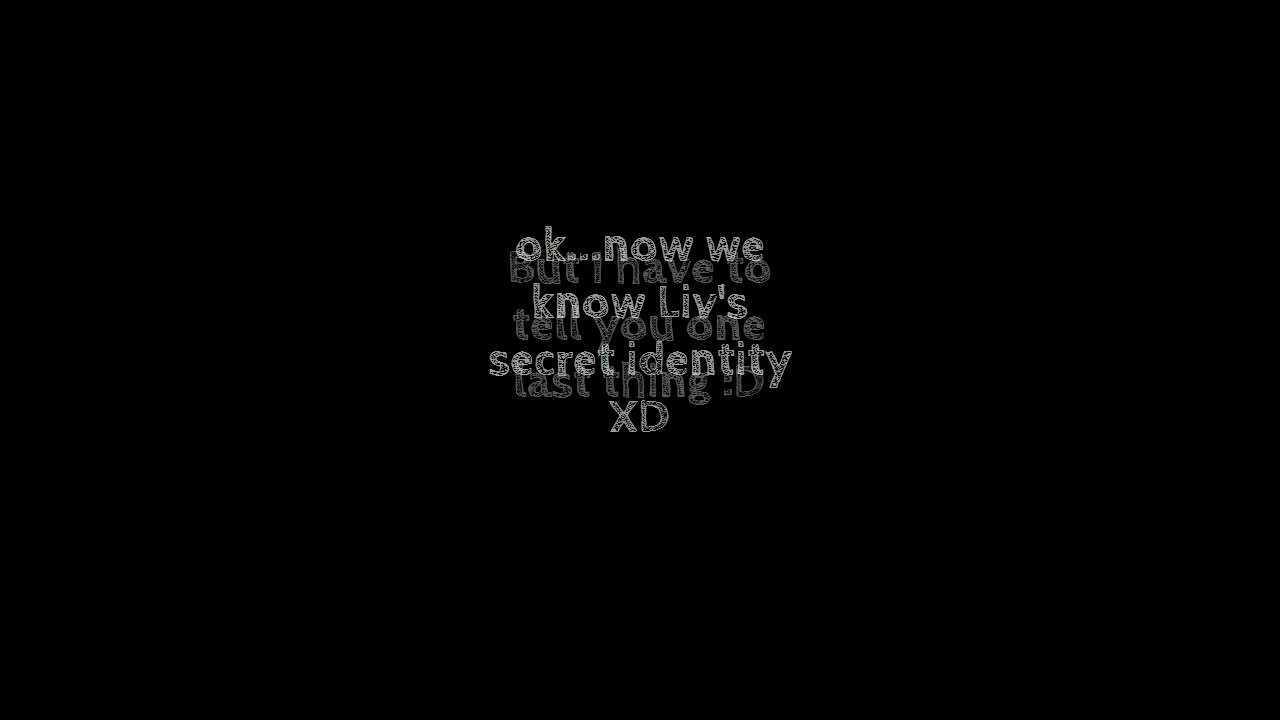 ok...now we
know Liv's
secret identity
XD
But i have to
tell you one
last thing :D